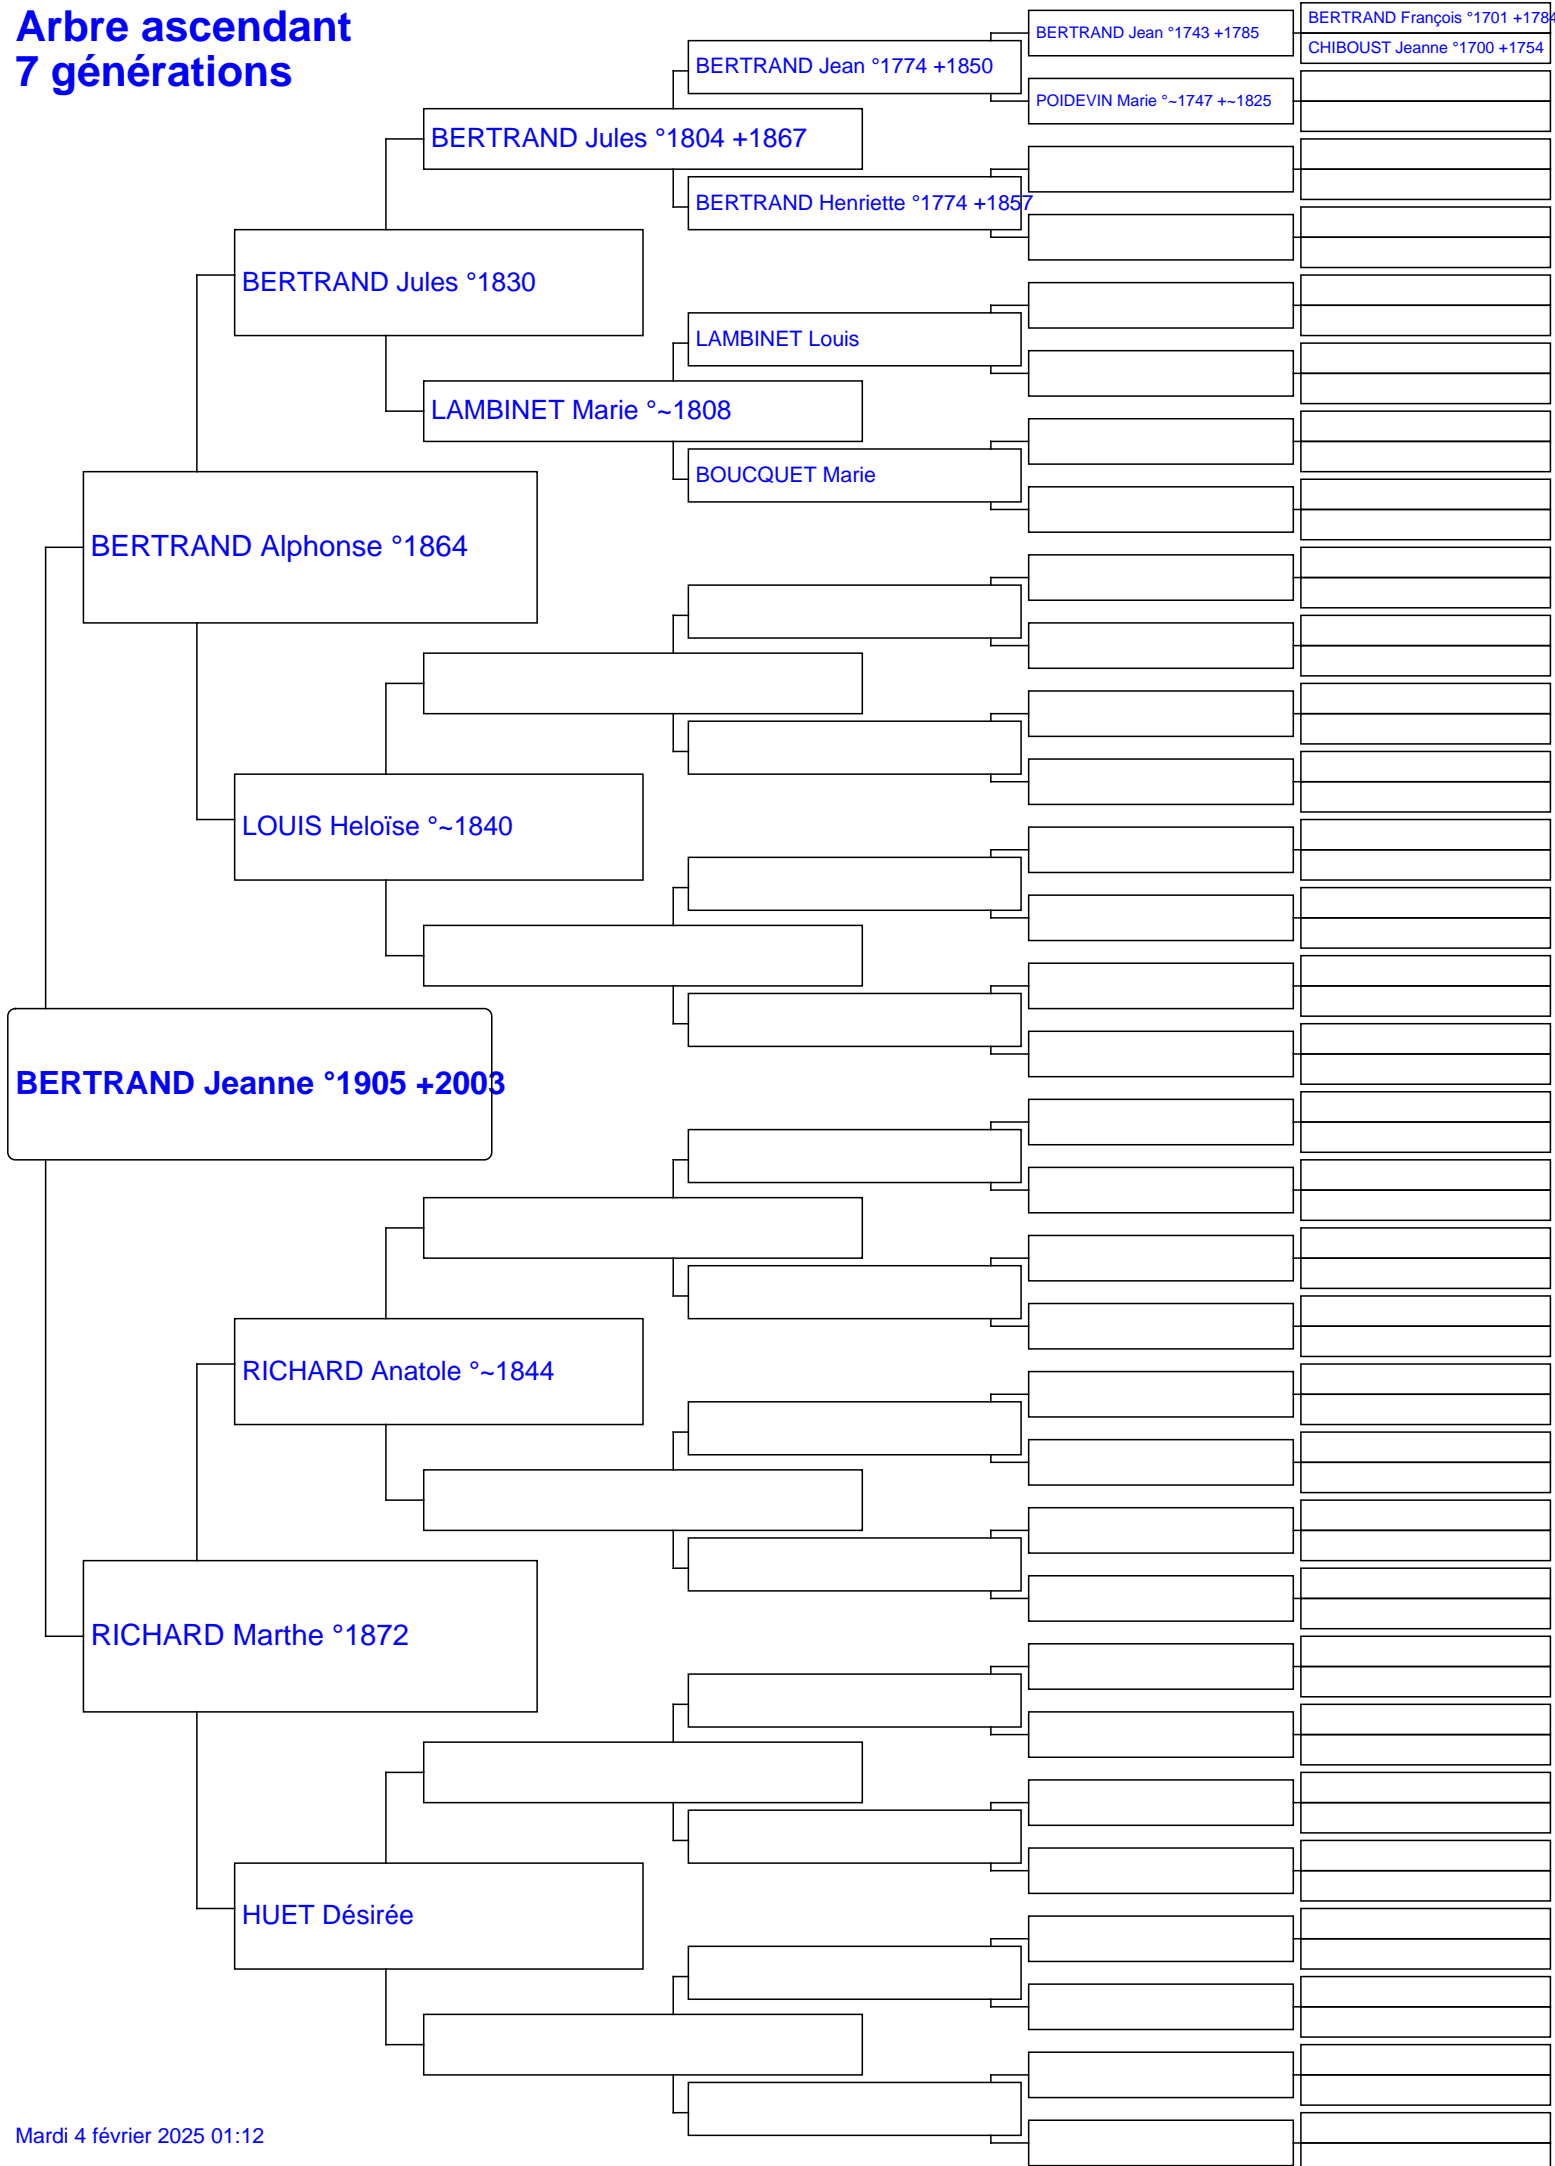 Arbre ascendant
7 générations
BERTRAND François °1701 +1784
BERTRAND Jean °1743 +1785
CHIBOUST Jeanne °1700 +1754
BERTRAND Jean °1774 +1850
POIDEVIN Marie °~1747 +~1825
BERTRAND Jules °1804 +1867
BERTRAND Henriette °1774 +1857
BERTRAND Jules °1830
LAMBINET Louis
LAMBINET Marie °~1808
BOUCQUET Marie
BERTRAND Alphonse °1864
LOUIS Heloïse °~1840
BERTRAND Jeanne °1905 +2003
RICHARD Anatole °~1844
RICHARD Marthe °1872
HUET Désirée
Mardi 4 février 2025 01:12